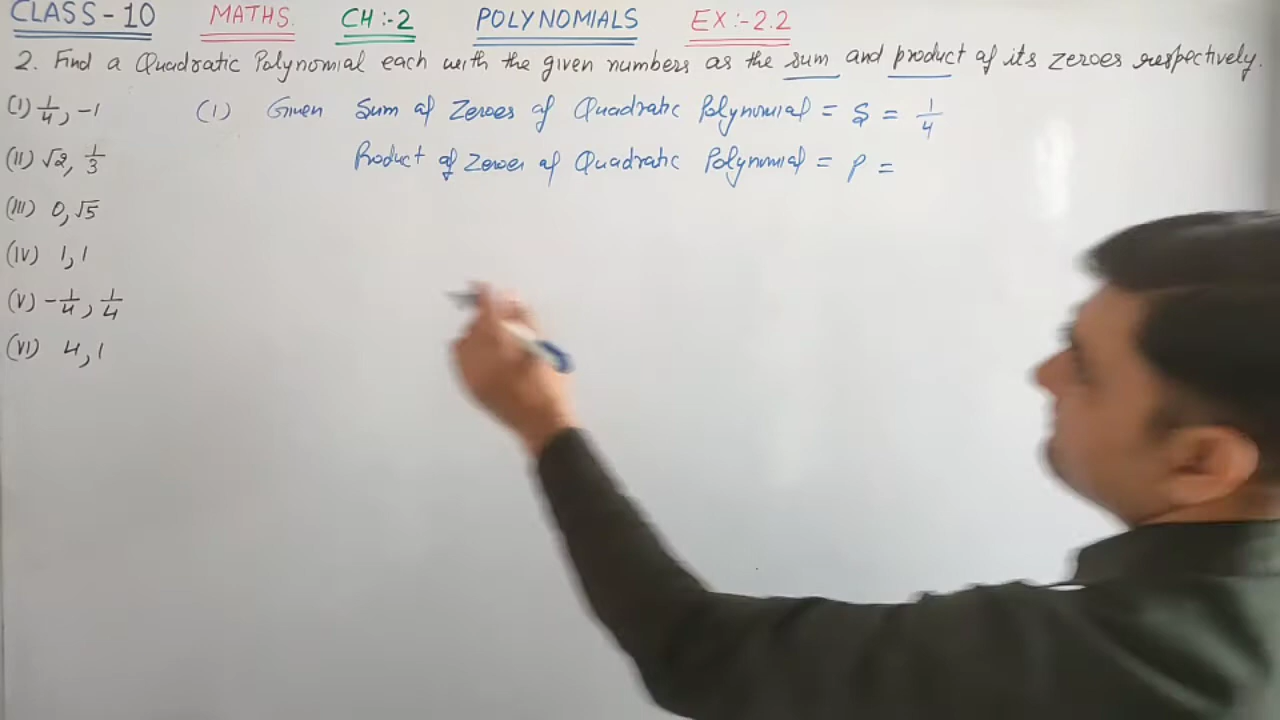 CLASS-10 MATHS. CH:-2 POLYNOMIALS EX:-2.2
2. Find a Quadratic Polynomial each with the given numbers as the sum and product of its zeroes respectively.
(I) 1/4, -1
(II) √2, 1/3
(III) 0, √5
(IV) 1, 1
(V) -1/4, 1/4
(VI) 4, 1
(1) Given Sum of Zeroes of Quadratic Polynomial = S = 1/4
Product of Zeroes of Quadratic Polynomial = P =